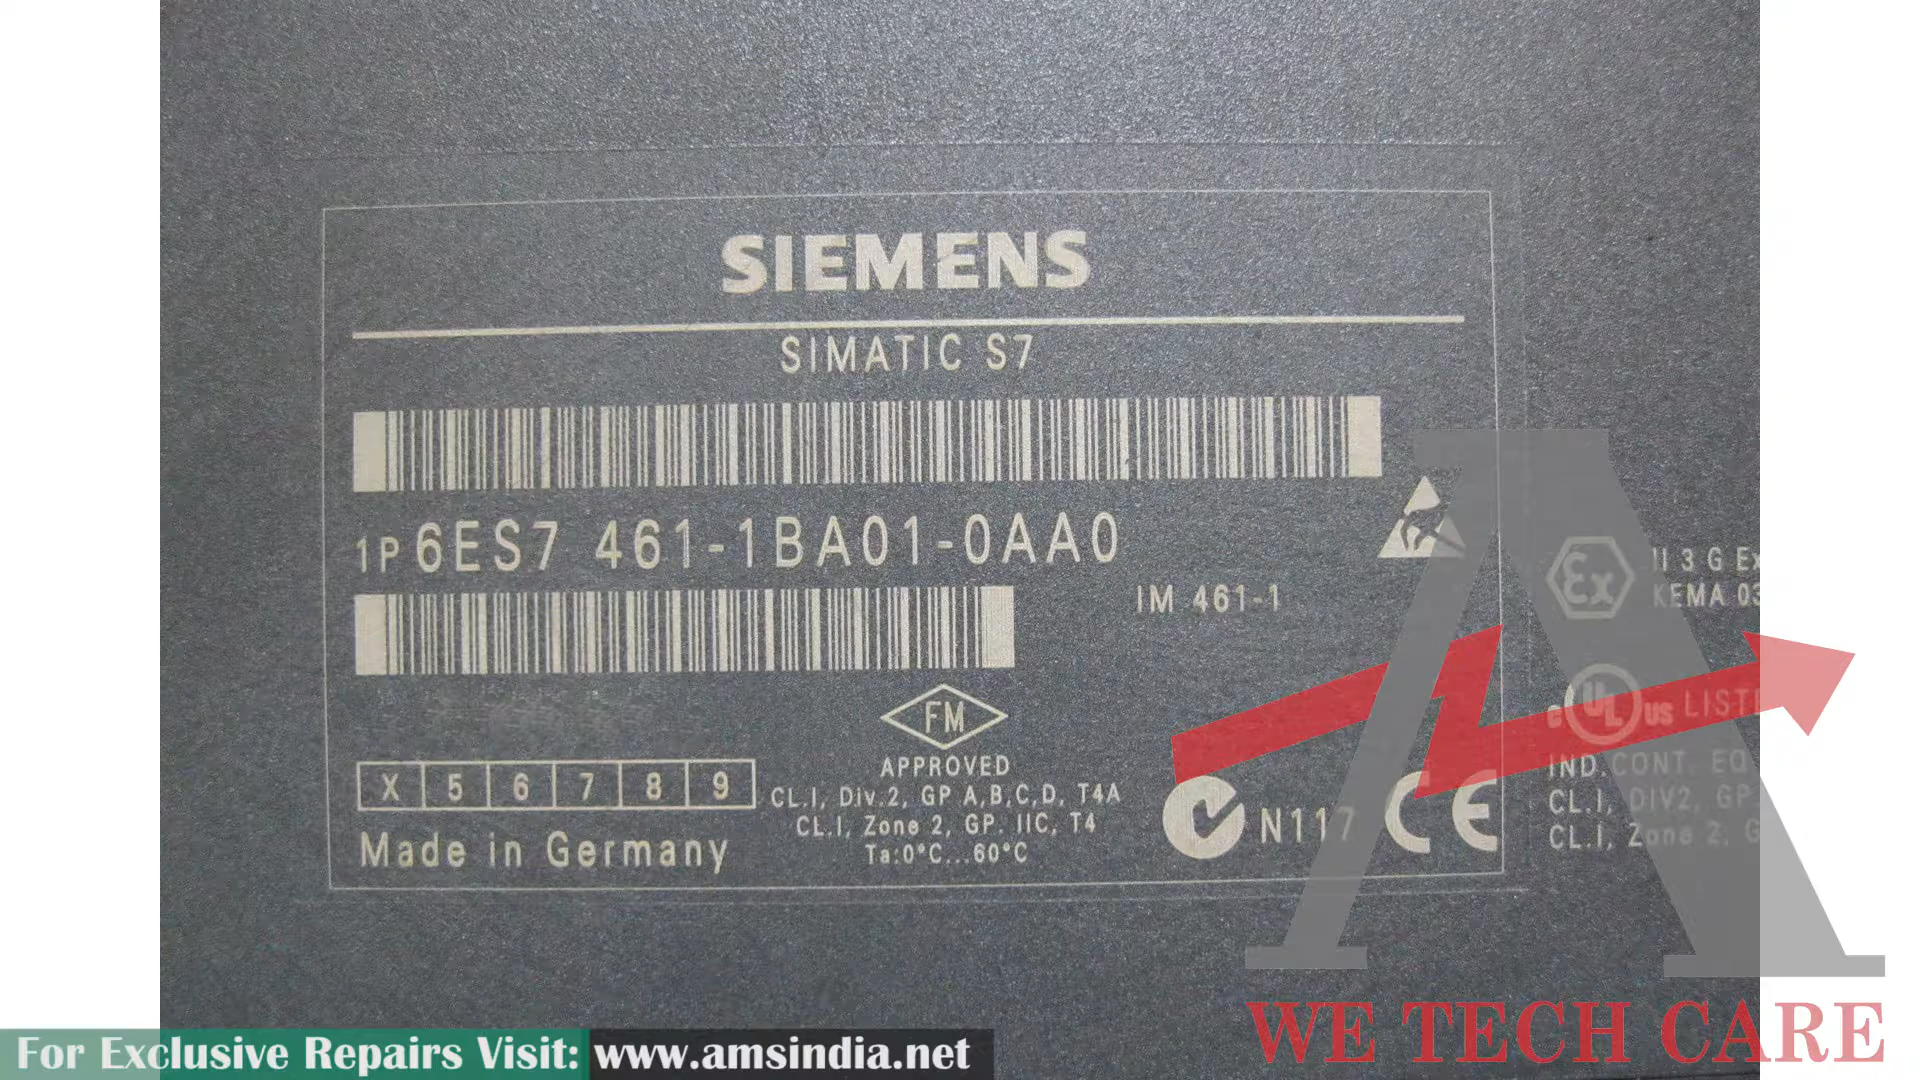 SIEMENS
SIMATIC S7
1P 6ES7 461-1BA01-0AA0
IM 461-1
II 3 G Ex
KEMA 03
Ex
FM
APPROVED
CL.I, Div.2, GP A,B,C,D, T4A
CL.I, Zone 2, GP. IIC, T4
Ta:0°C...60°C
X 5 6 7 8 9
Made in Germany
N117 CE
c UL US LISTE
IND. CONT. EQ
CL.I, DIV2, GP.
CL.I, Zone 2, G
A
WE TECH CARE
For Exclusive Repairs Visit: www.amsindia.net